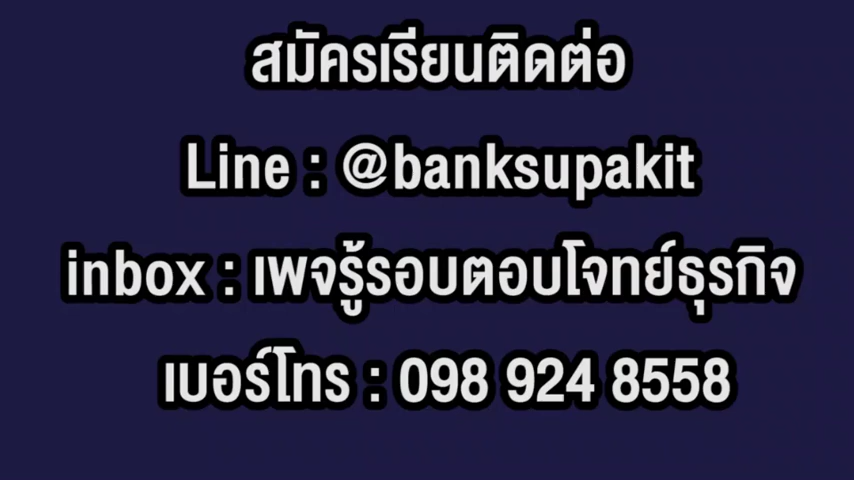 สมัครเรียนติดต่อ
Line : @banksupakit
inbox : เพจรู้รอบตอบโจทย์ธุรกิจ
เบอร์โทร : 098 924 8558